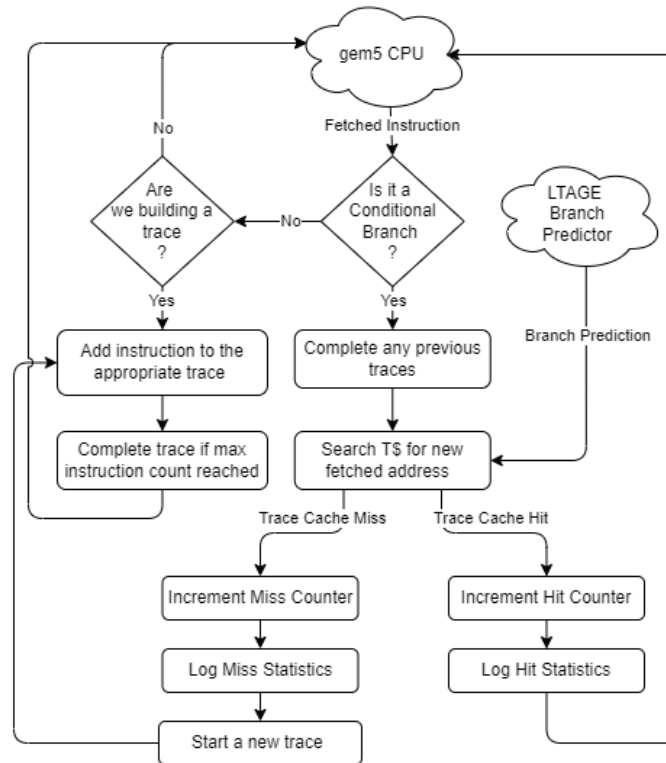 gem5 CPU
No
Fetched Instruction
Are
we building a
trace
?
No
Is it a
Conditional
Branch
?
LTAGE
Branch
Predictor
Yes
Yes
Branch Prediction
Add instruction to the
appropriate trace
Complete any previous
traces
Complete trace if max
instruction count reached
Search T$ for new
fetched address
Trace Cache Miss
Trace Cache Hit
Increment Miss Counter
Increment Hit Counter
Log Miss Statistics
Log Hit Statistics
Start a new trace